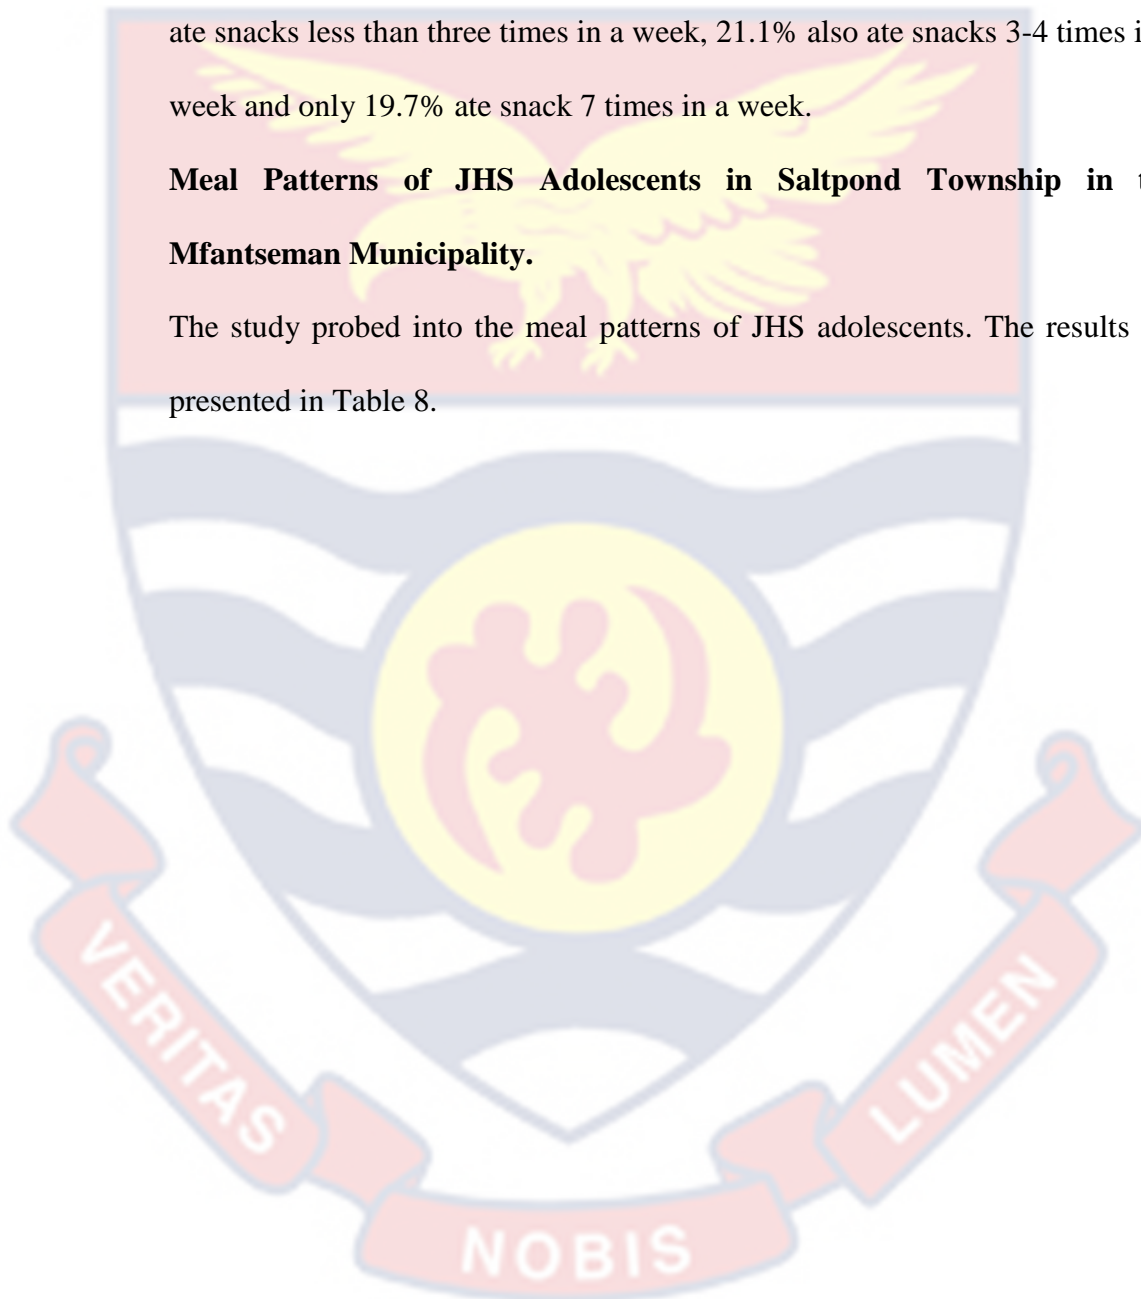 ate snacks less than three times in a week, 21.1% also ate snacks 3-4 times i
week and only 19.7% ate snack 7 times in a week.
Meal Patterns of JHS Adolescents in Saltpond Township in t
Mfantseman Municipality.
The study probed into the meal patterns of JHS adolescents. The results
presented in Table 8.
VERITAS
NOBIS
LUMEN